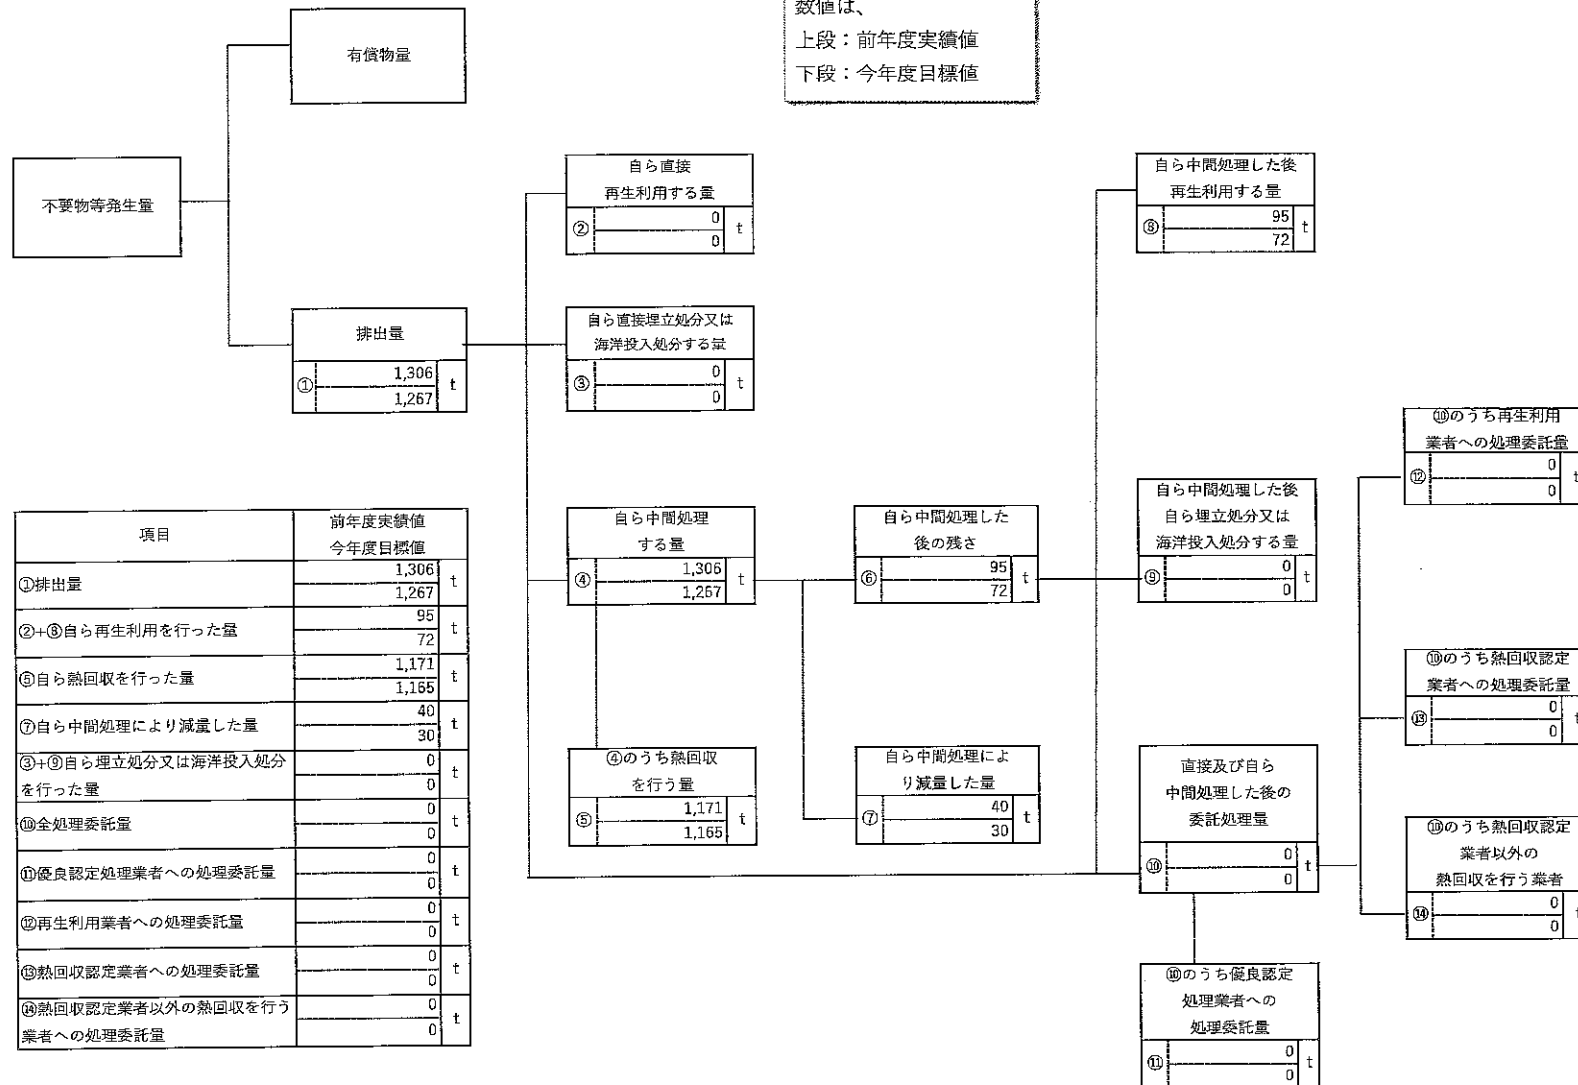 数値は、
上段：前年度実績値
下段：今年度目標値
有償物量
不要物等発生量
排出量
① 1,306 t
1,267
自ら直接
再生利用する量
② 0 t
0
自ら直接埋立処分又は
海洋投入処分する量
③ 0 t
0
自ら中間処理
する量
④ 1,306 t
1,267
④のうち熱回収
を行う量
⑤ 1,171 t
1,165
自ら中間処理した
後の残さ
⑥ 95 t
72
自ら中間処理によ
り減量した量
⑦ 40 t
30
自ら中間処理した後
再生利用する量
⑧ 95 t
72
自ら中間処理した後
自ら埋立処分又は
海洋投入処分する量
⑨ 0 t
0
直接及び自ら
中間処理した後の
委託処理量
⑩ 0 t
0
⑩のうち優良認定
処理業者への
処理委託量
⑪ 0 t
0
⑩のうち再生利用
業者への処理委託量
⑫ 0 t
0
⑩のうち熱回収認定
業者への処理委託量
⑬ 0 t
0
⑩のうち熱回収認定
業者以外の
熱回収を行う業者
⑭ 0 t
0
項目 前年度実績値
今年度目標値
①排出量 1,306 t
1,267
②+⑧自ら再生利用を行った量 95 t
72
⑤自ら熱回収を行った量 1,171 t
1,165
⑦自ら中間処理により減量した量 40 t
30
③+⑨自ら埋立処分又は海洋投入処分 0 t
を行った量 0
⑩全処理委託量 0 t
0
⑪優良認定処理業者への処理委託量 0 t
0
⑫再生利用業者への処理委託量 0 t
0
⑬熱回収認定業者への処理委託量 0 t
0
⑭熱回収認定業者以外の熱回収を行う 0 t
業者への処理委託量 0